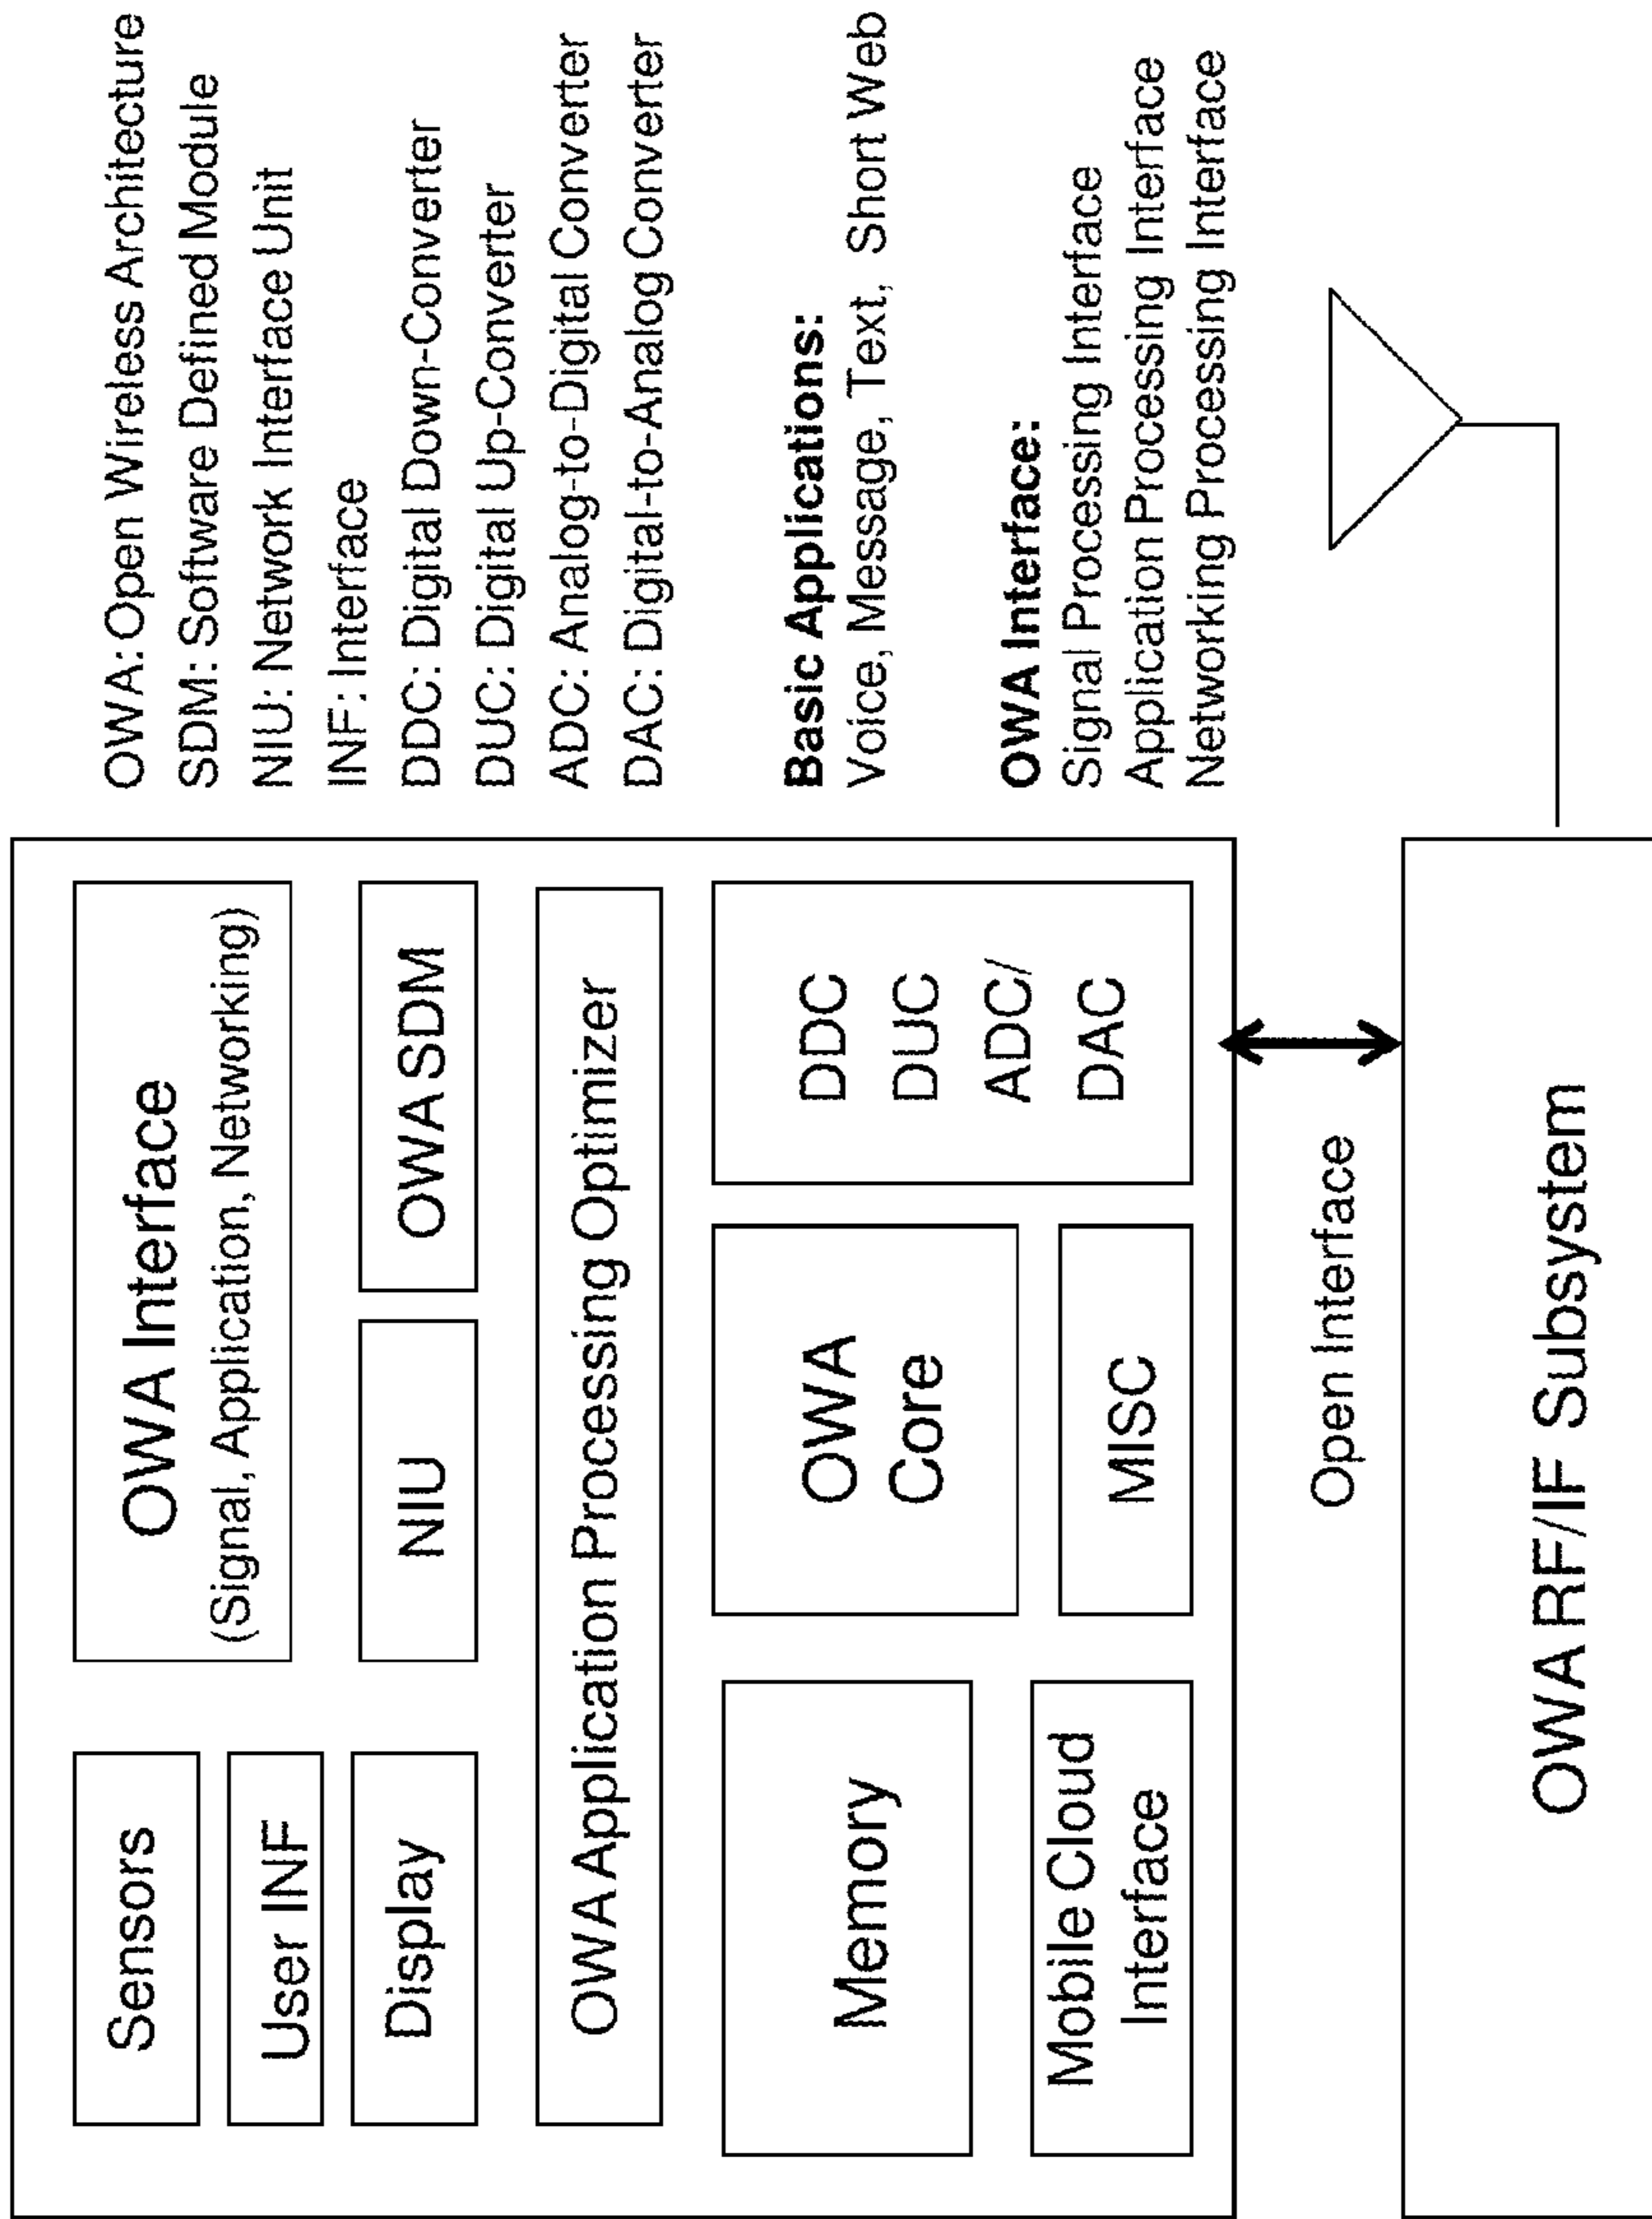 Sensors
User INF
Display
OWA Interface
(Signal, Application, Networking)
NIU
OWA SDM
OWA Application Processing Optimizer
Memory
Mobile Cloud
Interface
OWA
Core
MISC
DDC
DUC
ADC/
DAC
Open Interface
OWA RF/IF Subsystem
OWA: Open Wireless Architecture
SDM: Software Defined Module
NIU: Network Interface Unit
INF: Interface
DDC: Digital Down-Converter
DUC: Digital Up-Converter
ADC: Analog-to-Digital Converter
DAC: Digital-to-Analog Converter
Basic Applications:
Voice, Message, Text, Short Web
OWA Interface:
Signal Processing Interface
Application Processing Interface
Networking Processing Interface